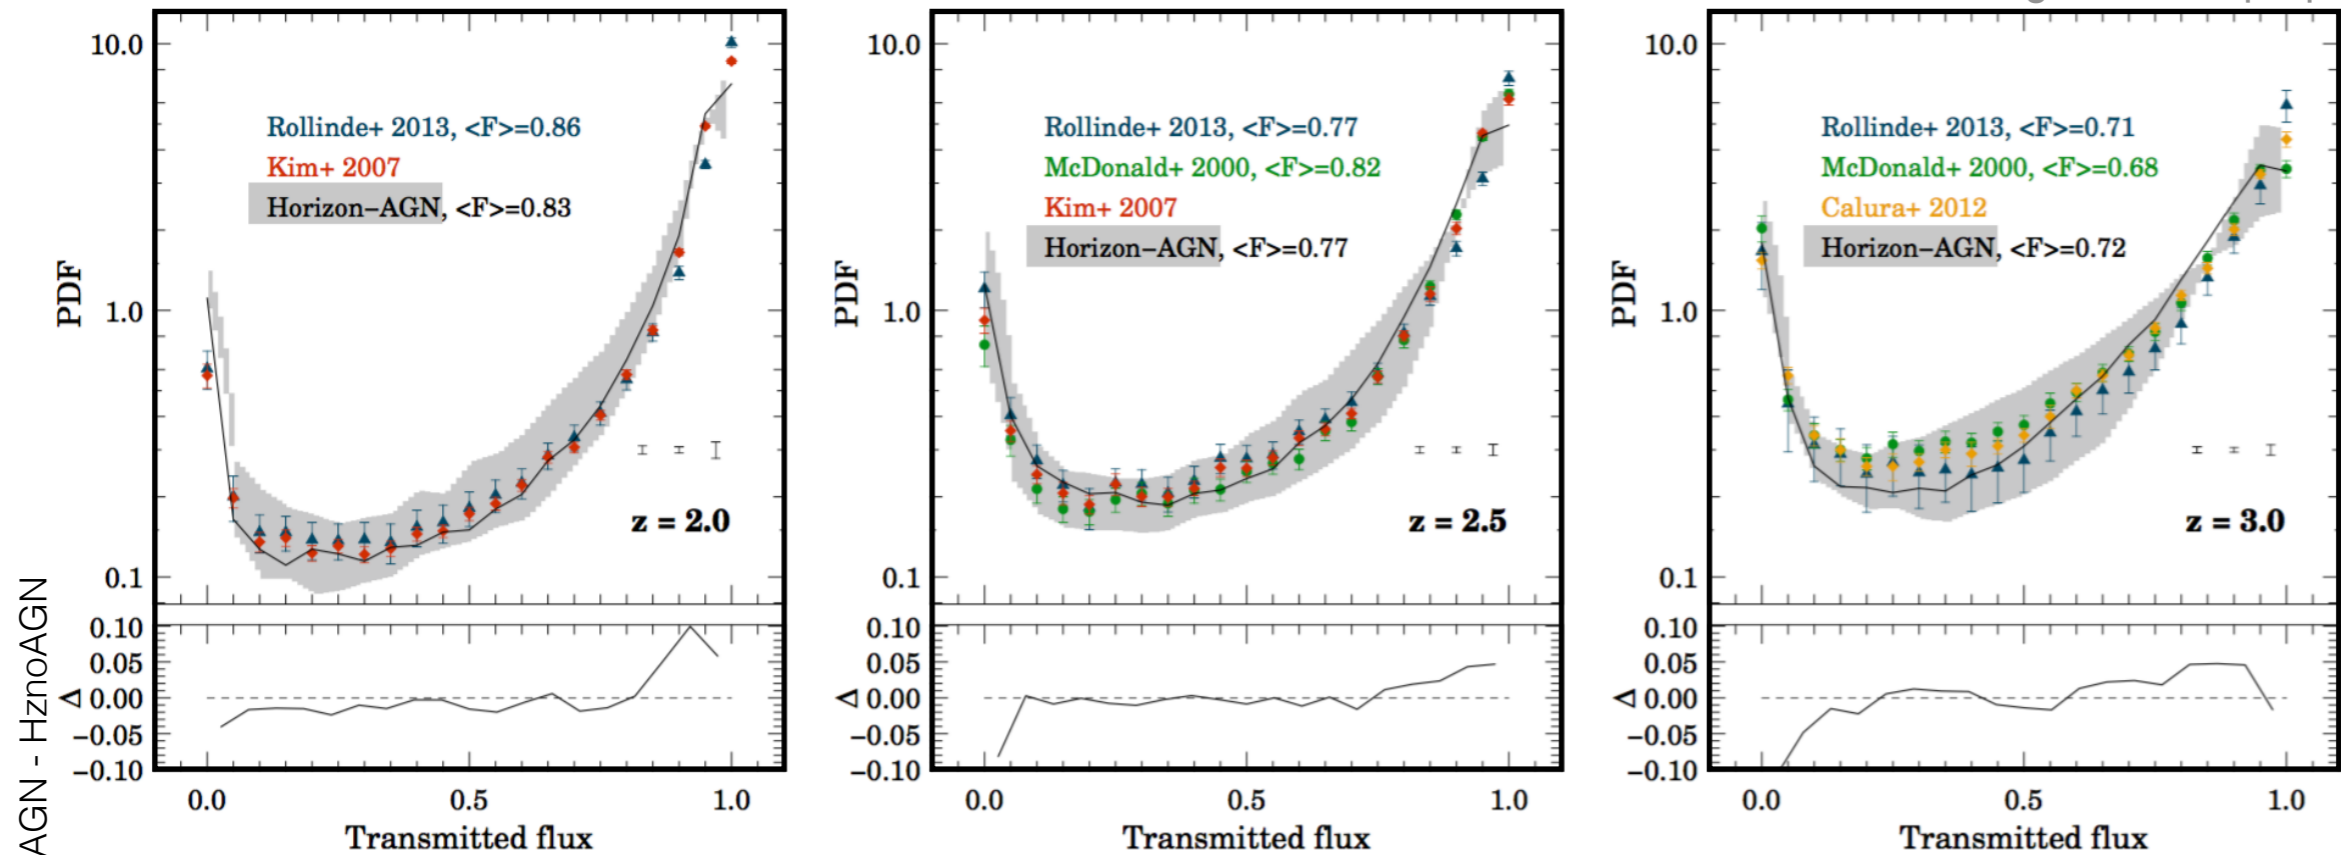 10.0
1.0
0.1
PDF
Rollinde+ 2013, <F>=0.86
Kim+ 2007
Horizon−AGN, <F>=0.83
z = 2.0
0.10
0.05
0.00
−0.05
−0.10
Δ
0.0
0.5
1.0
Transmitted flux
AGN - HznoAGN
10.0
1.0
0.1
PDF
Rollinde+ 2013, <F>=0.77
McDonald+ 2000, <F>=0.82
Kim+ 2007
Horizon−AGN, <F>=0.77
z = 2.5
0.10
0.05
0.00
−0.05
−0.10
Δ
0.0
0.5
1.0
Transmitted flux
10.0
1.0
0.1
PDF
Rollinde+ 2013, <F>=0.71
McDonald+ 2000, <F>=0.68
Calura+ 2012
Horizon−AGN, <F>=0.72
z = 3.0
0.10
0.05
0.00
−0.05
−0.10
Δ
0.0
0.5
1.0
Transmitted flux